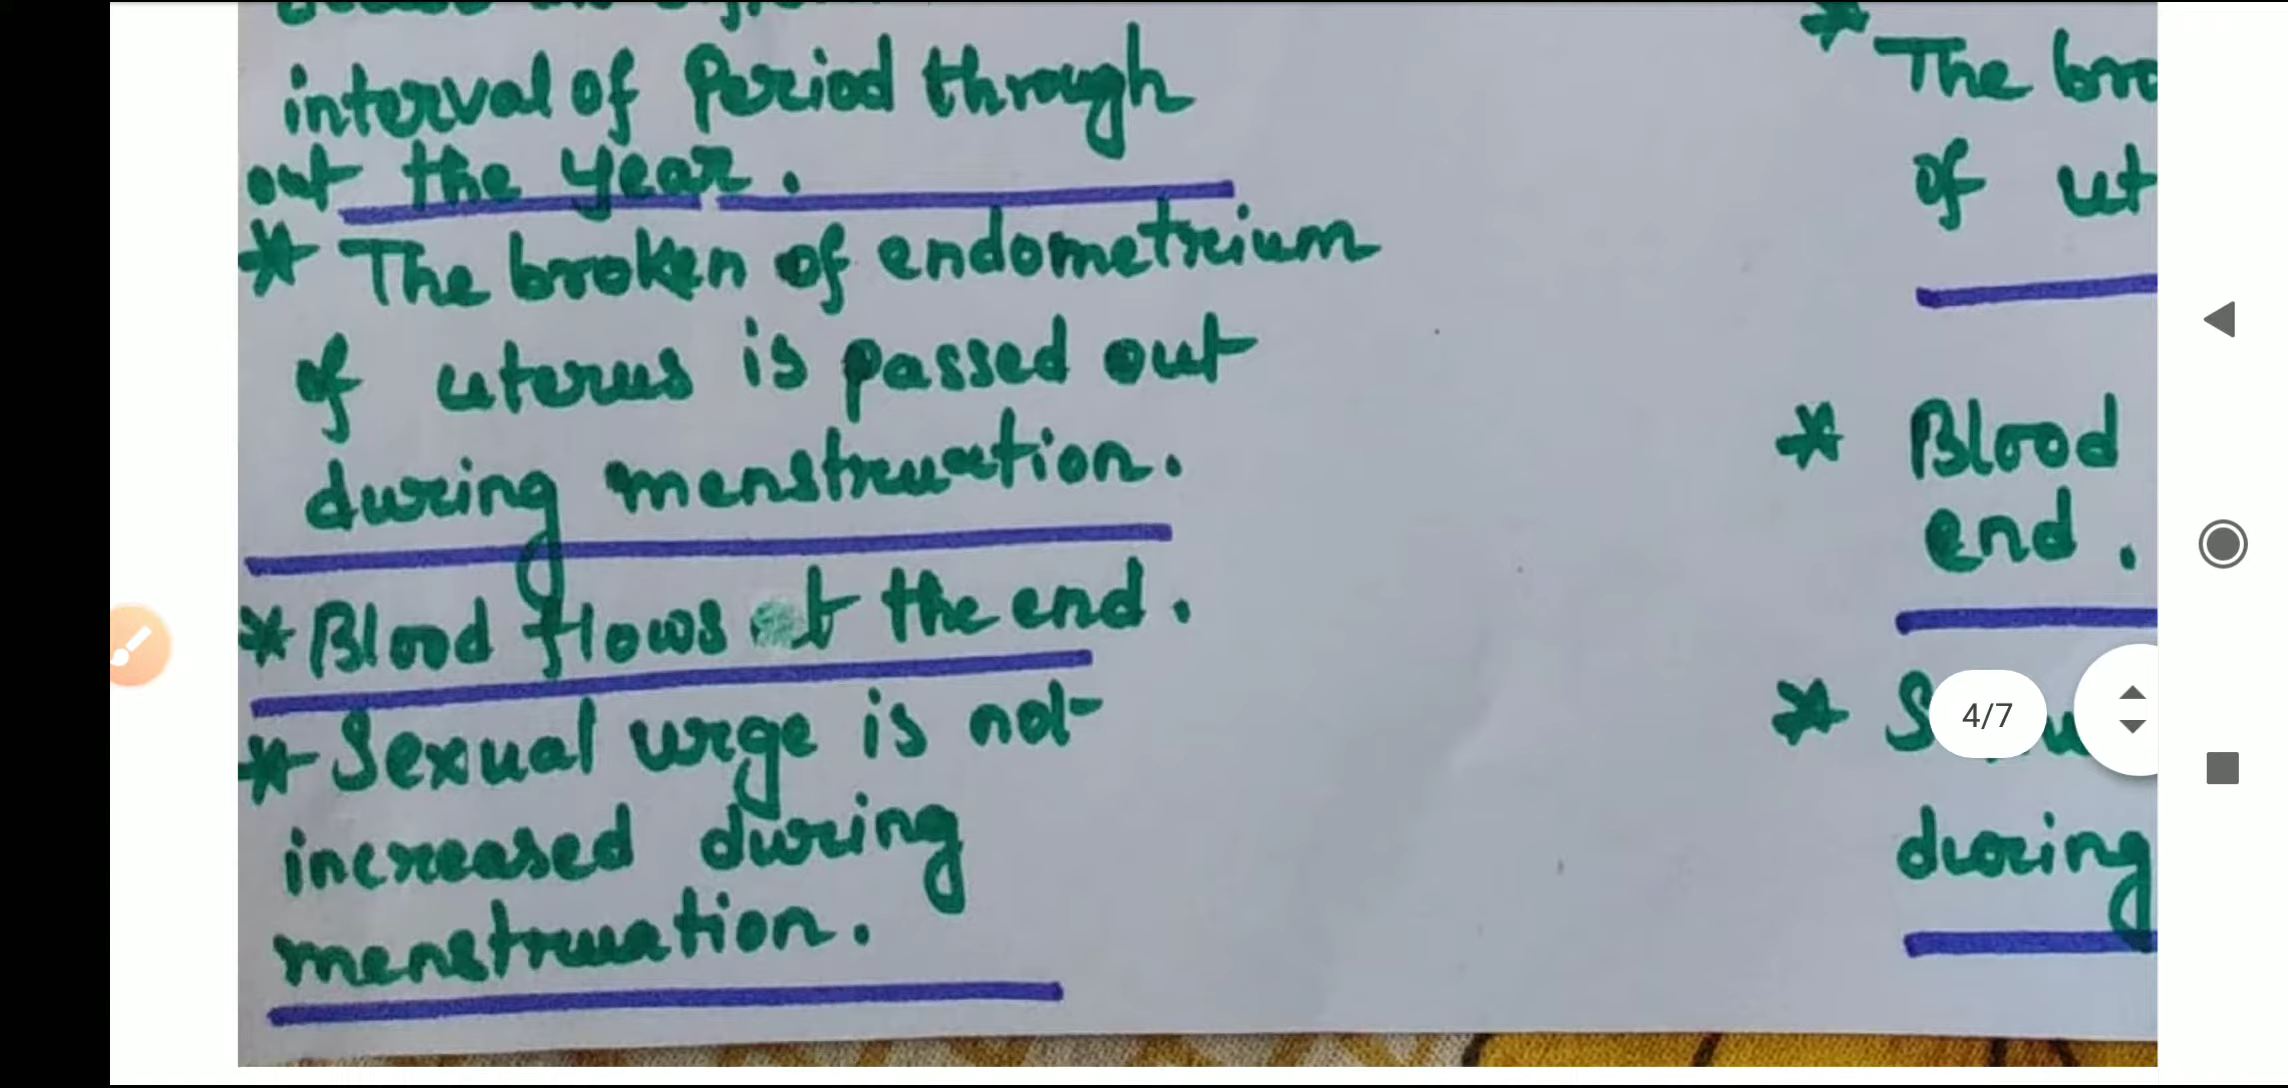 interval of Period through
out the year.
* The broken of endometrium
of uterus is passed out
during menstruation.
* Blood flows at the end.
* Sexual urge is not
increased during
menstruation.
* The bro
of ut
* Blood
end.
*
during
4/7